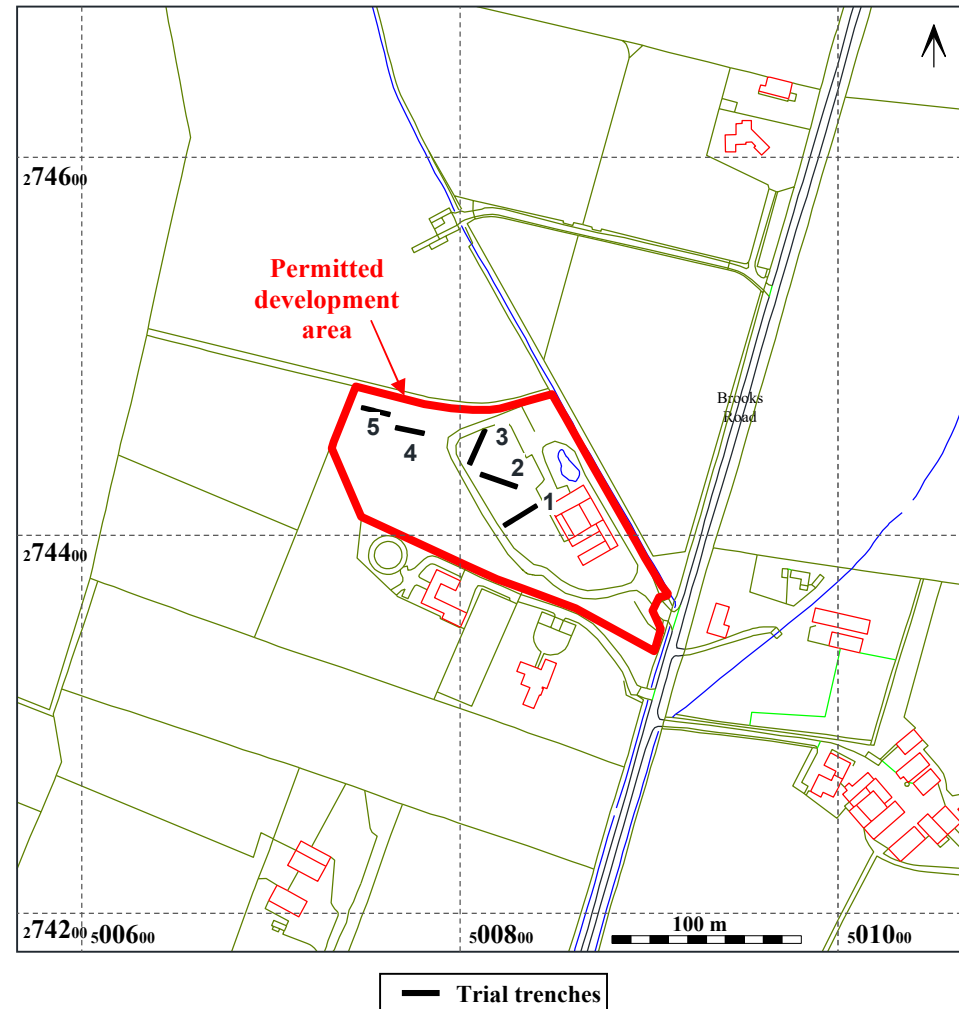 274600
Permitted
development
area
Brooks
Road
5
4
3
2
1
274400
274200
500600
500800
100 m
501000
Trial trenches